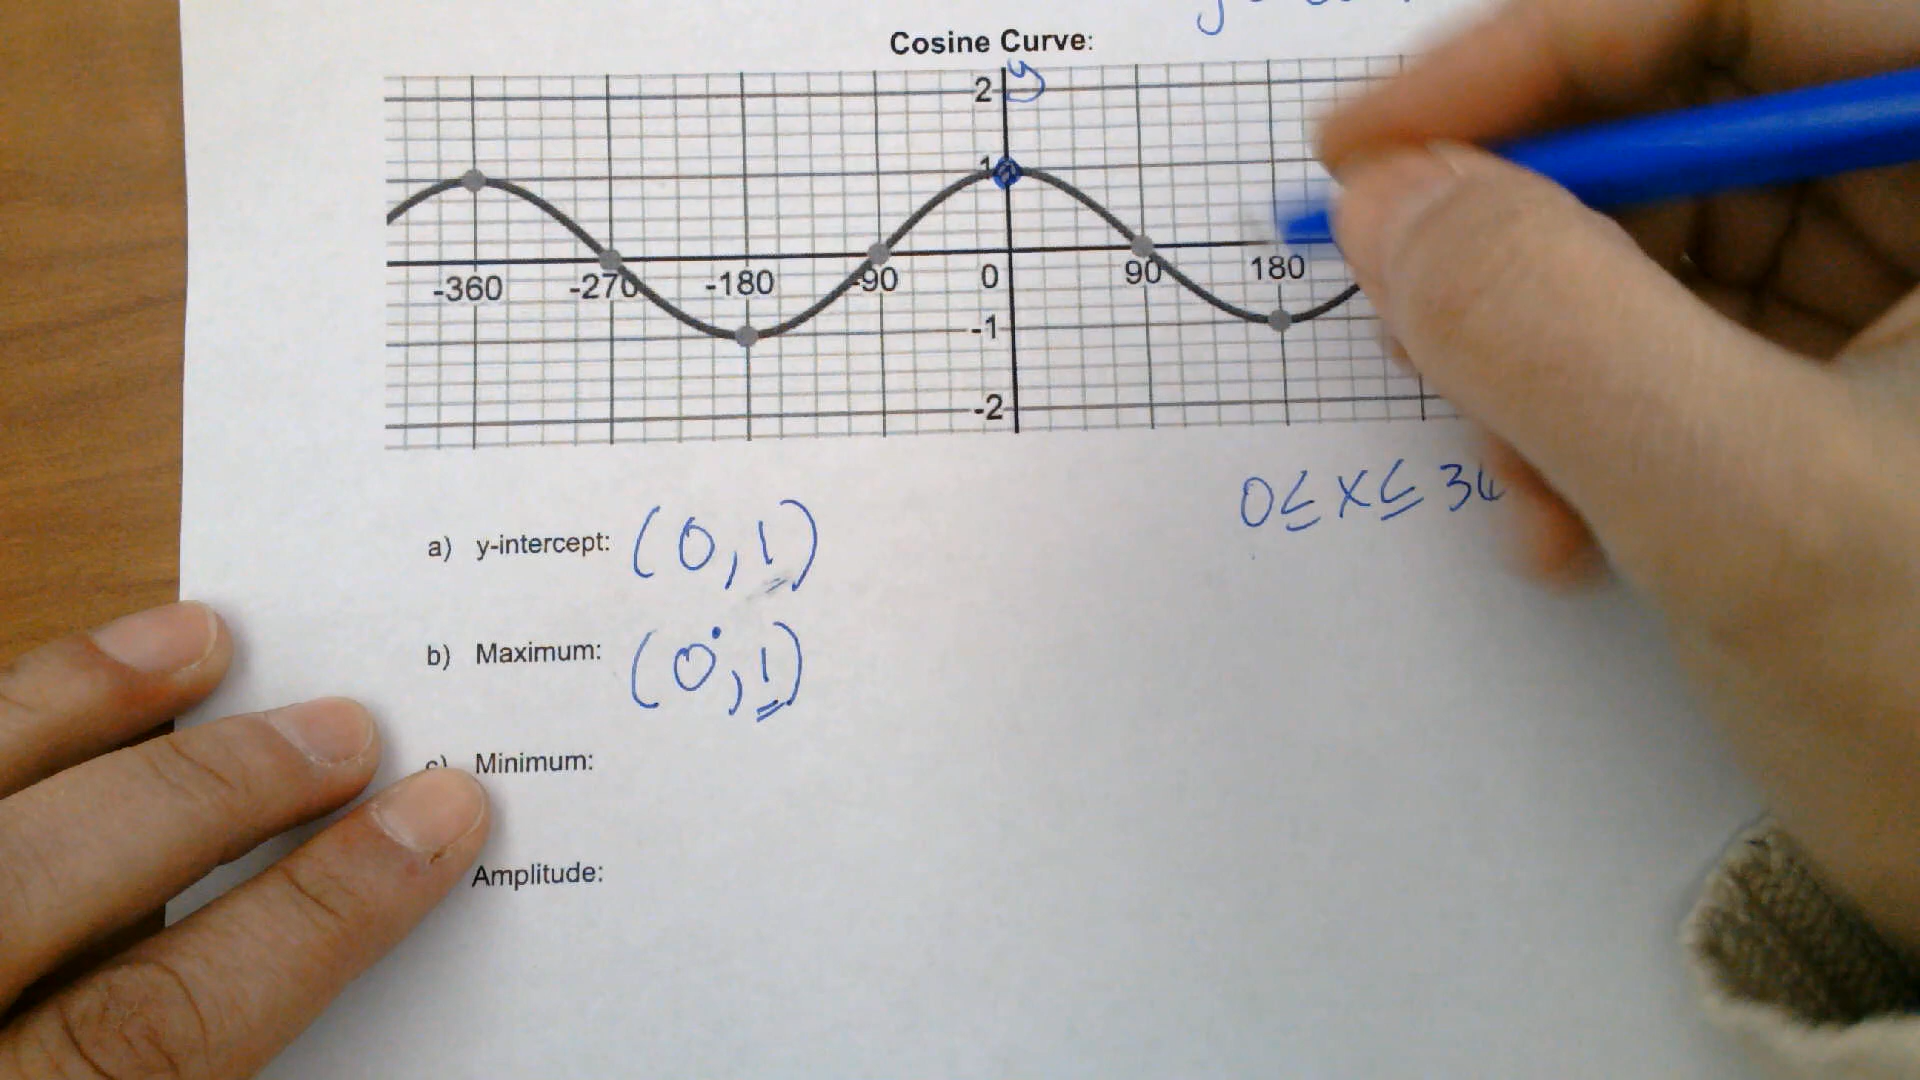 Cosine Curve:
y
2
1
-360 -270 -180 -90 0 90 180
-1
-2
0 ≤ x ≤ 36
a) y-intercept: (0, 1)
b) Maximum: (0°, 1)
c) Minimum:
Amplitude: